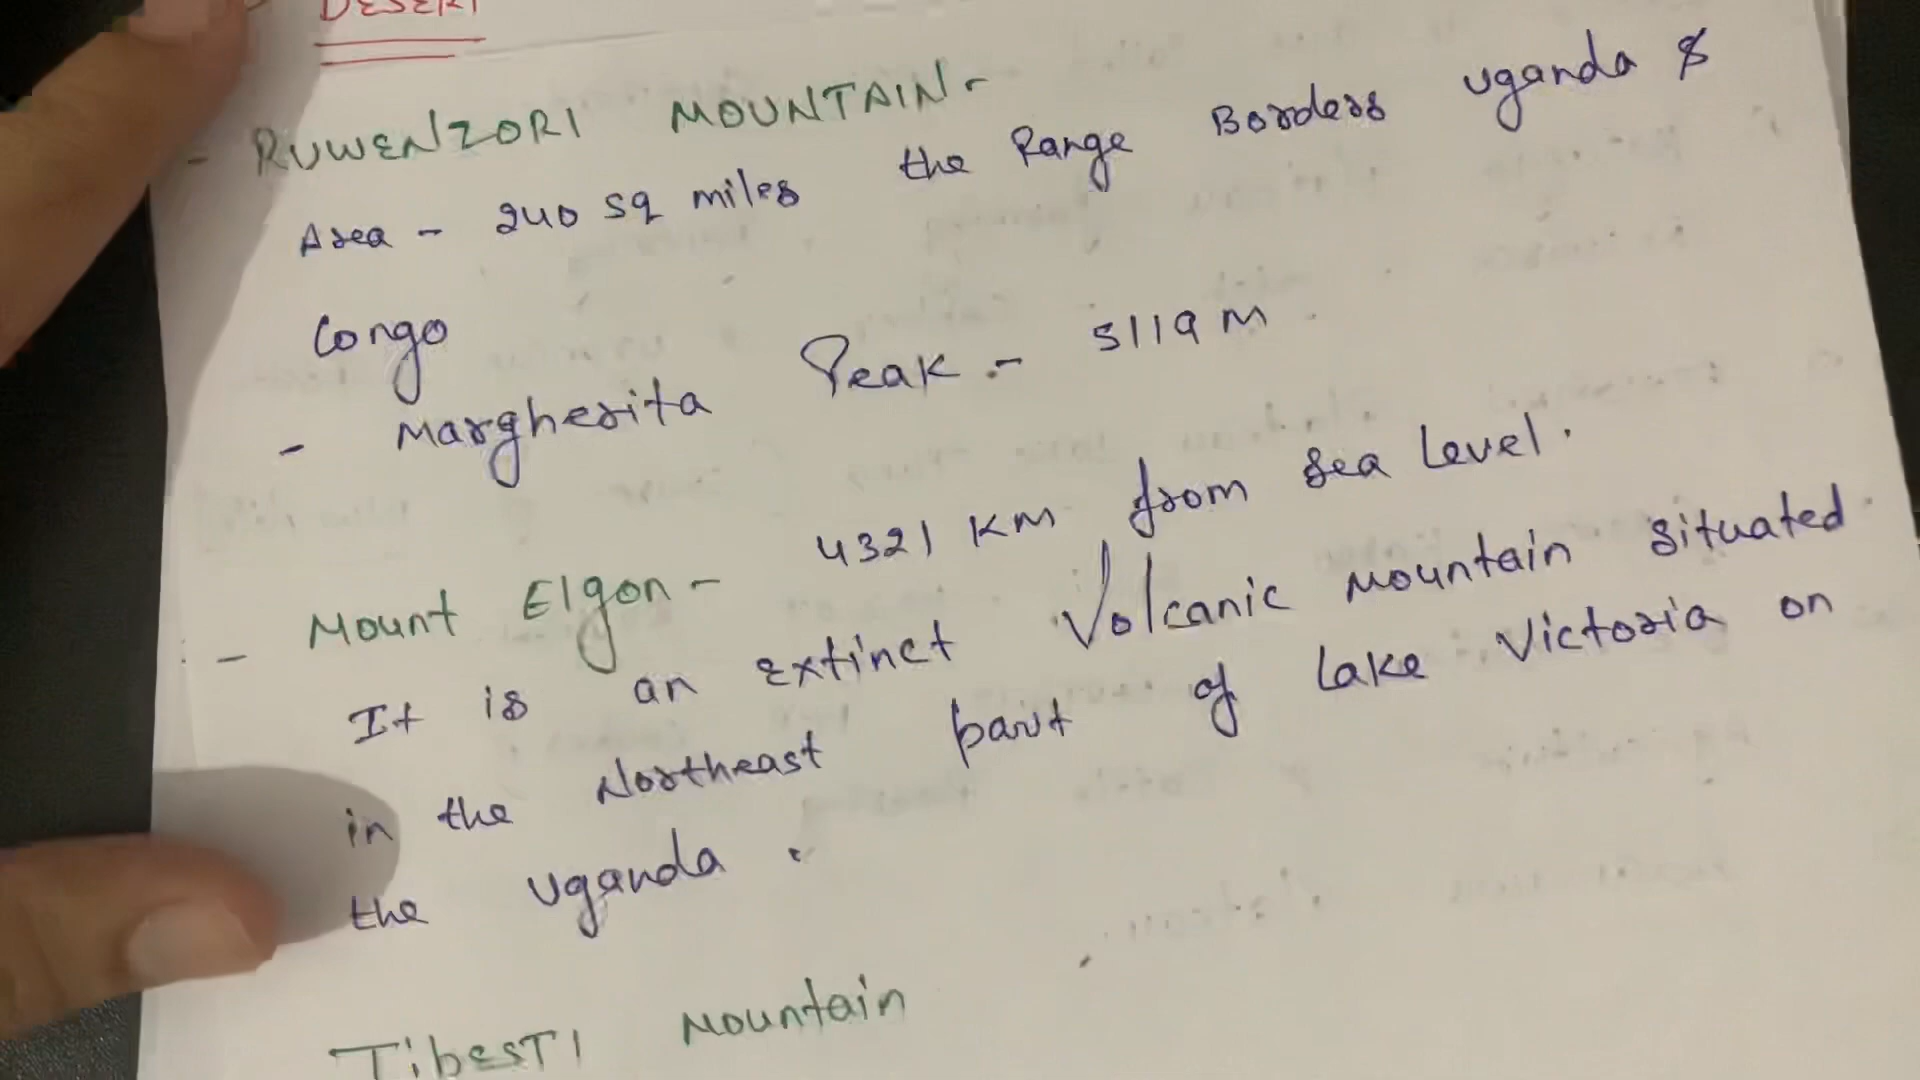 DESERT
- RUWENZORI MOUNTAIN -
Area - 240 sq miles the Range Borders Uganda &
Congo
- Margherita Peak - 5119 M
- Mount Elgon - 4321 KM from Sea Level.
It is an extinct Volcanic Mountain situated
in the Northeast part of Lake Victoria on
the Uganda.
TibESTI Mountain